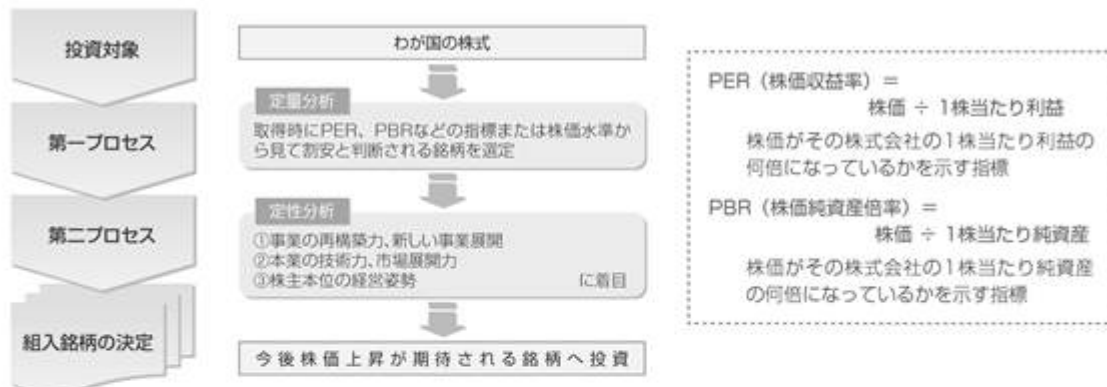 投資対象
わが国の株式
第一プロセス
定量分析
取得時にPER、PBRなどの指標または株価水準か
ら見て割安と判断される銘柄を選定
第二プロセス
定性分析
①事業の再構築力、新しい事業展開
②本業の技術力、市場展開力
③株主本位の経営姿勢 に着目
組入銘柄の決定
今後株価上昇が期待される銘柄へ投資
PER（株価収益率）＝
株価 ÷ 1株当たり利益
株価がその株式会社の1株当たり利益の
何倍になっているかを示す指標
PBR（株価純資産倍率）＝
株価 ÷ 1株当たり純資産
株価がその株式会社の1株当たり純資産
の何倍になっているかを示す指標